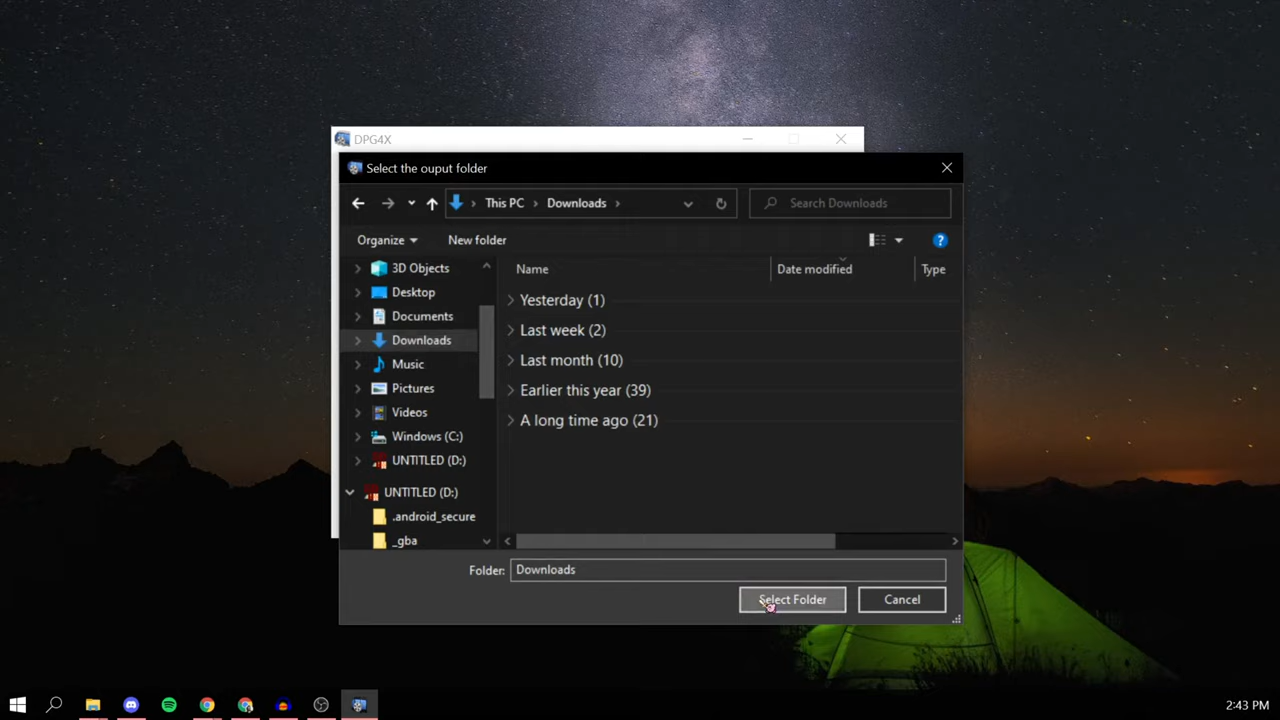 DPG4X
Select the ouput folder
This PC > Downloads >
Search Downloads
Organize
New folder
?
Name
Date modified
Type
3D Objects
Desktop
Documents
Downloads
Music
Pictures
Videos
Windows (C:)
UNTITLED (D:)
UNTITLED (D:)
.android_secure
_gba
Yesterday (1)
Last week (2)
Last month (10)
Earlier this year (39)
A long time ago (21)
Folder: Downloads
Select Folder
Cancel
2:43 PM